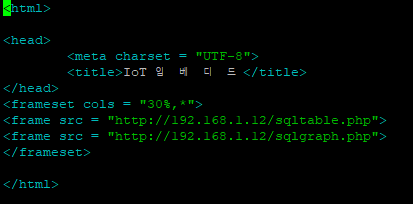 <html>
<head>
<meta charset = "UTF-8">
<title>IoT 임 베 디 드 </title>
</head>
<frameset cols = "30%,*">
<frame src = "http://192.168.1.12/sqltable.php">
<frame src = "http://192.168.1.12/sqlgraph.php">
</frameset>
</html>